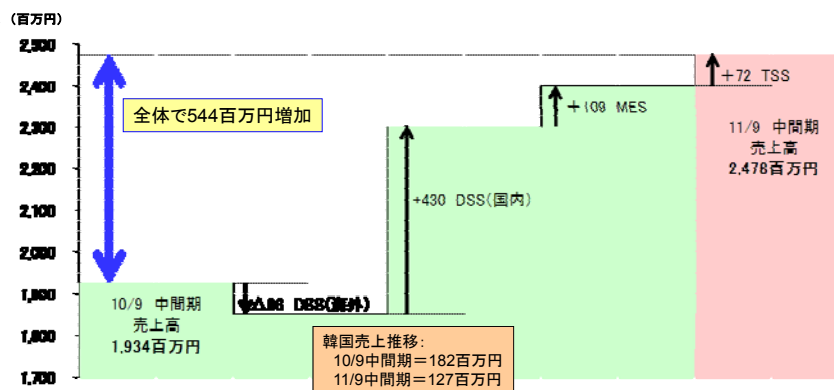 (百万円)
2,500
2,400
2,300
2,200
2,100
2,000
1,900
1,800
1,700
全体で544百万円増加
+72 TSS
+109 MES
11/9 中間期
売上高
2,478百万円
+430 DSS(国内)
DSS(海外)
10/9 中間期
売上高
1,934百万円
韓国売上推移:
10/9中間期=182百万円
11/9中間期=127百万円